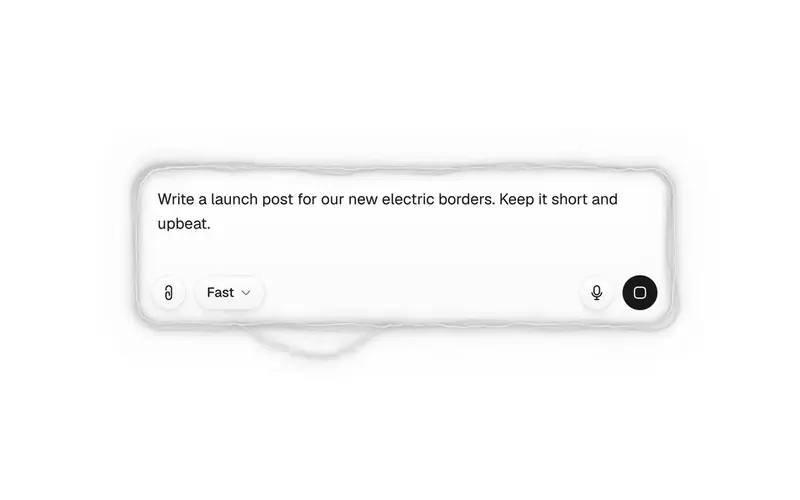 Write a launch post for our new electric borders. Keep it short and
upbeat.
Fast